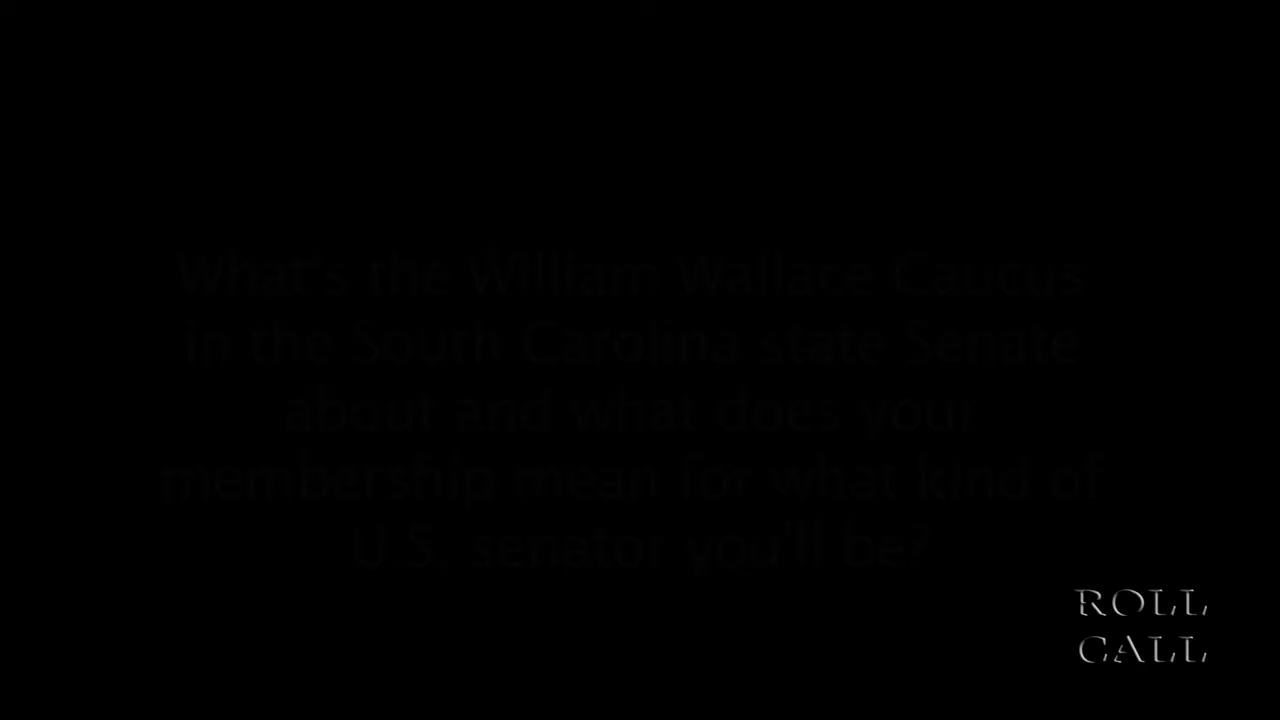 What's the William Wallace Caucus
in the South Carolina state Senate
about and what does your
membership mean for what kind of
U.S. senator you'll be?
ROLL
CALL